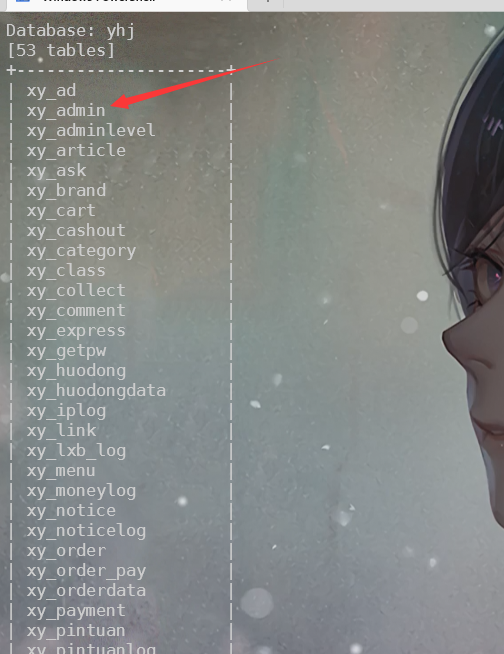 Database: yhj
[53 tables]
+----------------------+
| xy_ad |
| xy_admin |
| xy_adminlevel |
| xy_article |
| xy_ask |
| xy_brand |
| xy_cart |
| xy_cashout |
| xy_category |
| xy_class |
| xy_collect |
| xy_comment |
| xy_express |
| xy_getpw |
| xy_huodong |
| xy_huodongdata |
| xy_iplog |
| xy_link |
| xy_lxb_log |
| xy_menu |
| xy_moneylog |
| xy_notice |
| xy_noticelog |
| xy_order |
| xy_order_pay |
| xy_orderdata |
| xy_payment |
| xy_pintuan |
| xy_pintuanlog |